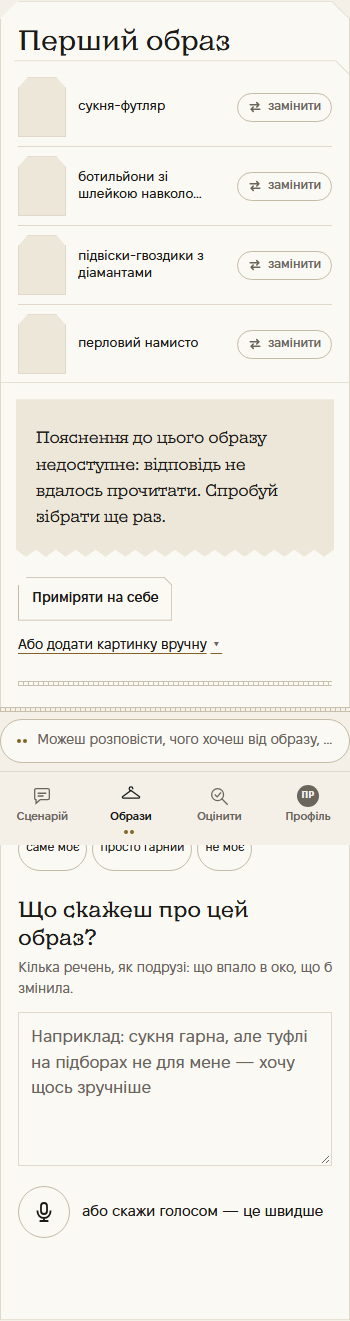 Перший образ
сукня-футляр
замінити
ботильйони зі
шлейкою навколо...
замінити
підвіски-гвоздики з
діамантами
замінити
перловий намисто
замінити
Пояснення до цього образу
недоступне: відповідь не
вдалось прочитати. Спробуй
зібрати ще раз.
Приміряти на себе
Або додати картинку вручну
Можеш розповісти, чого хочеш від образу, ...
Сценарій
Образи
Оцінити
ПР
Профіль
саме моє
просто гарний
не моє
Що скажеш про цей
образ?
Кілька речень, як подрузі: що впало в око, що б
змінила.
Наприклад: сукня гарна, але туфлі
на підборах не для мене — хочу
щось зручніше
або скажи голосом — це швидше